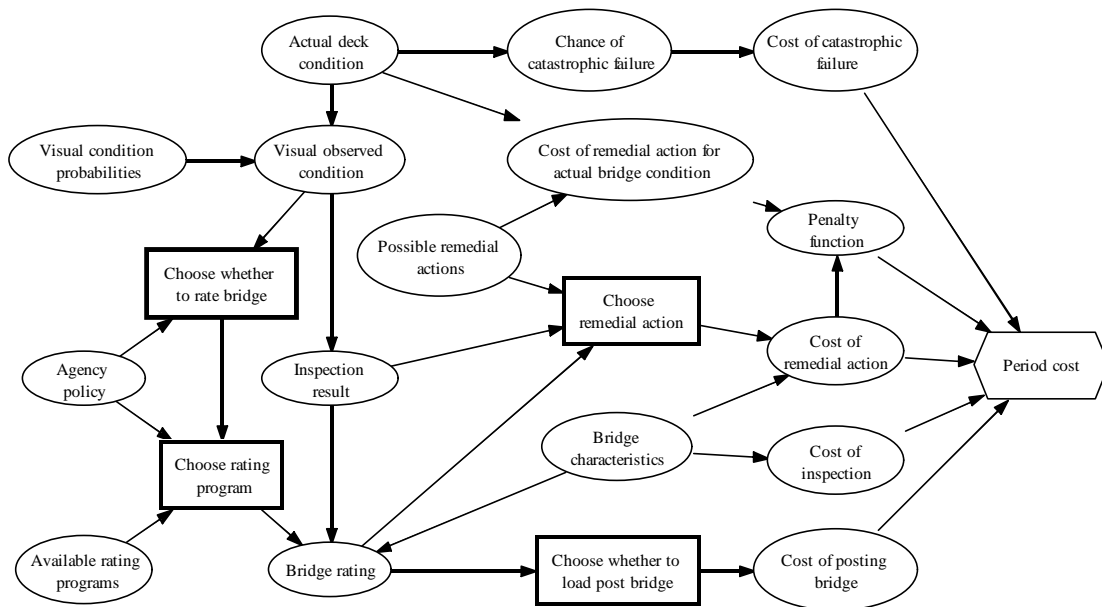 Actual deck
condition
Chance of
catastrophic failure
Cost of catastrophic
failure
Visual condition
probabilities
Visual observed
condition
Cost of remedial action for
actual bridge condition
Penalty
function
Possible remedial
actions
Choose whether
to rate bridge
Choose
remedial action
Agency
policy
Inspection
result
Cost of
remedial action
Period cost
Bridge
characteristics
Cost of
inspection
Choose rating
program
Available rating
programs
Bridge rating
Choose whether to
load post bridge
Cost of posting
bridge